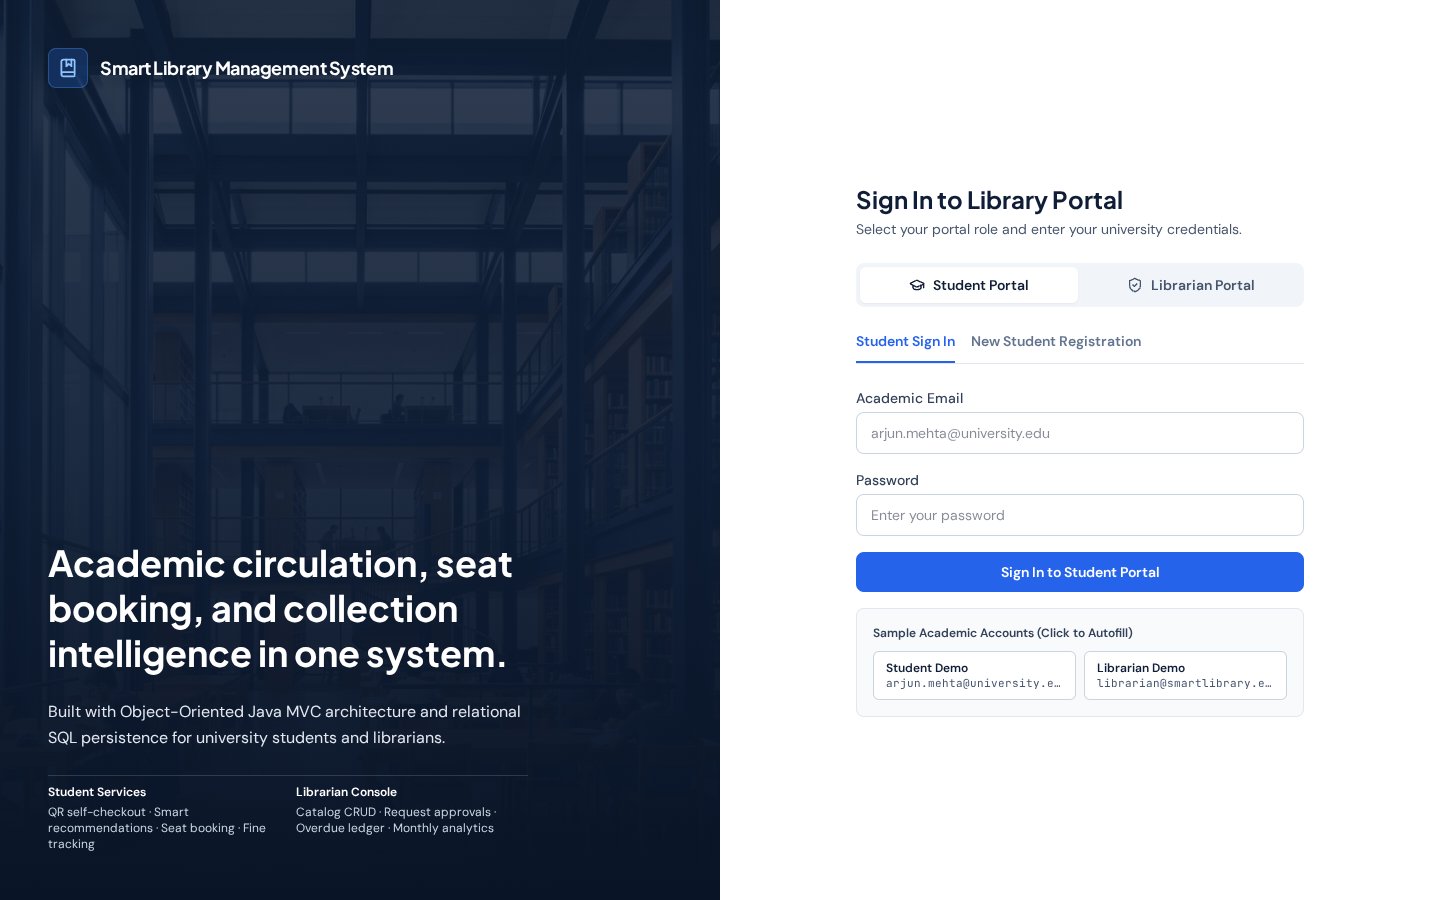 Smart Library Management System
Academic circulation, seat
booking, and collection
intelligence in one system.
Built with Object-Oriented Java MVC architecture and relational
SQL persistence for university students and librarians.
Student Services
QR self-checkout · Smart
recommendations · Seat booking · Fine
tracking
Librarian Console
Catalog CRUD · Request approvals ·
Overdue ledger · Monthly analytics
Sign In to Library Portal
Select your portal role and enter your university credentials.
Student Portal
Librarian Portal
Student Sign In
New Student Registration
Academic Email
arjun.mehta@university.edu
Password
Enter your password
Sign In to Student Portal
Sample Academic Accounts (Click to Autofill)
Student Demo
arjun.mehta@university.e…
Librarian Demo
librarian@smartlibrary.e…